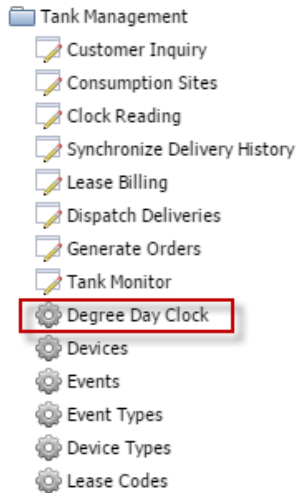 Tank Management
Customer Inquiry
Consumption Sites
Clock Reading
Synchronize Delivery History
Lease Billing
Dispatch Deliveries
Generate Orders
Tank Monitor
Degree Day Clock
Devices
Events
Event Types
Device Types
Lease Codes